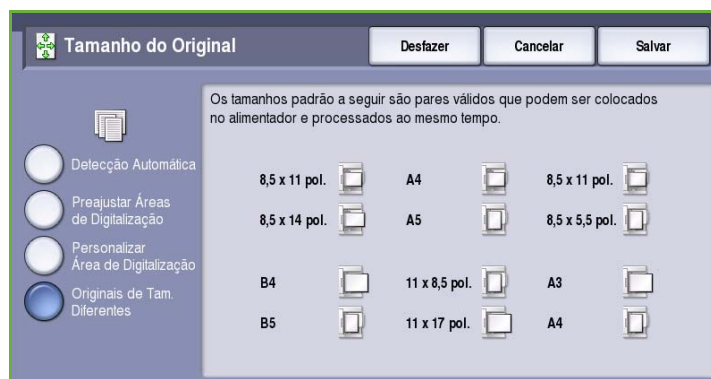 Tamanho do Original
Desfazer
Cancelar
Salvar
Os tamanhos padrão a seguir são pares válidos que podem ser colocados
no alimentador e processados ao mesmo tempo.
Detecção Automática
Preajustar Áreas
de Digitalização
Personalizar
Área de Digitalização
Originais de Tam.
Diferentes
8,5 x 11 pol.
A4
8,5 x 11 pol.
8,5 x 14 pol.
A5
8,5 x 5,5 pol.
B4
11 x 8,5 pol.
A3
B5
11 x 17 pol.
A4